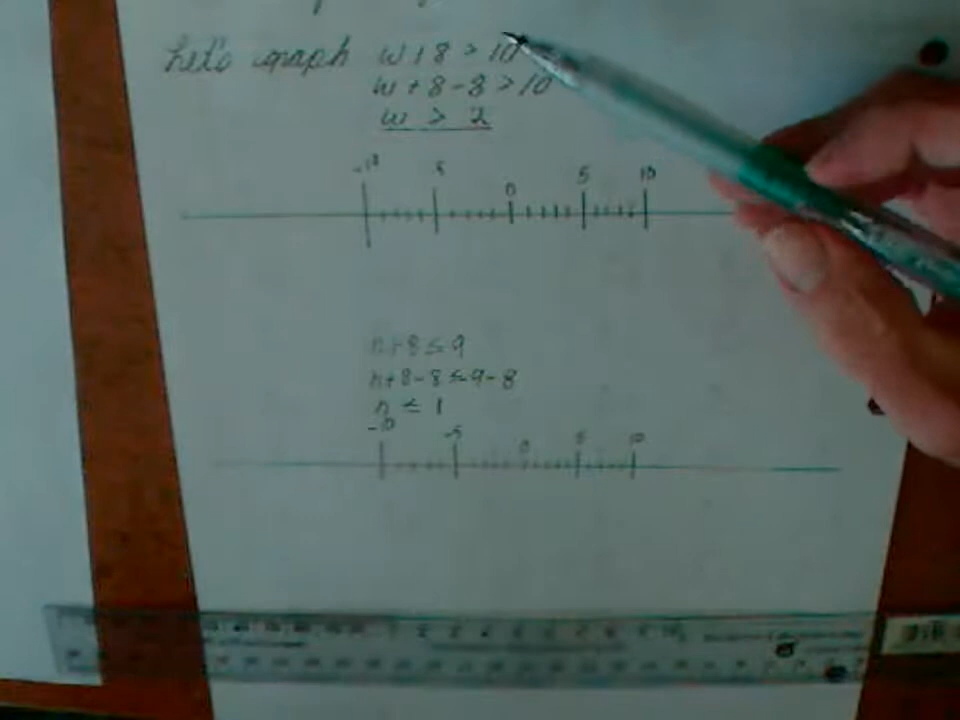 Let's graph w + 8 > 10
w + 8 - 8 > 10
w > 2
-10 5 0 5 10
n + 8 ≤ 9
n + 8 - 8 ≤ 9 - 8
n ≤ 1
-10 -5 0 5 10